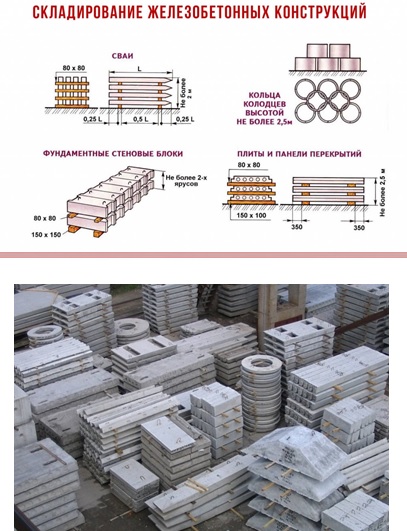 СКЛАДИРОВАНИЕ ЖЕЛЕЗОБЕТОННЫХ КОНСТРУКЦИЙ
СВАИ
80 х 80
L
Не более
2 м
0,25 L
0,5 L
0,25 L
КОЛЬЦА
КОЛОДЦЕВ
ВЫСОТОЙ
НЕ БОЛЕЕ 2,5м
ФУНДАМЕНТНЫЕ СТЕНОВЫЕ БЛОКИ
Не более 2-х
ярусов
80 х 80
150 х 150
ПЛИТЫ И ПАНЕЛИ ПЕРЕКРЫТИЙ
80 х 80
150 х 100
Не более 2,5 м
350
350